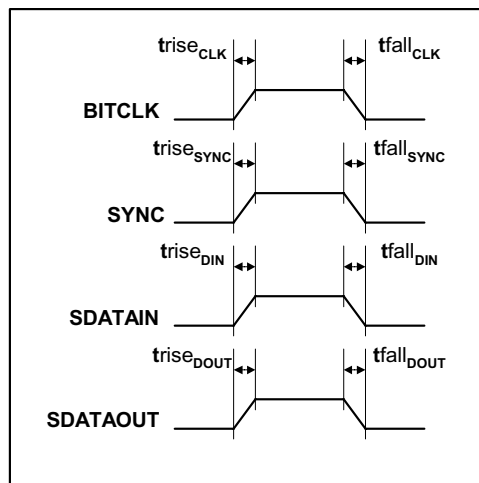 triseCLK tfallCLK
BITCLK
triseSYNC tfallSYNC
SYNC
triseDIN tfallDIN
SDATAIN
triseDOUT tfallDOUT
SDATAOUT